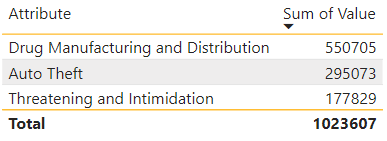 Attribute Sum of Value
Drug Manufacturing and Distribution 550705
Auto Theft 295073
Threatening and Intimidation 177829
Total 1023607